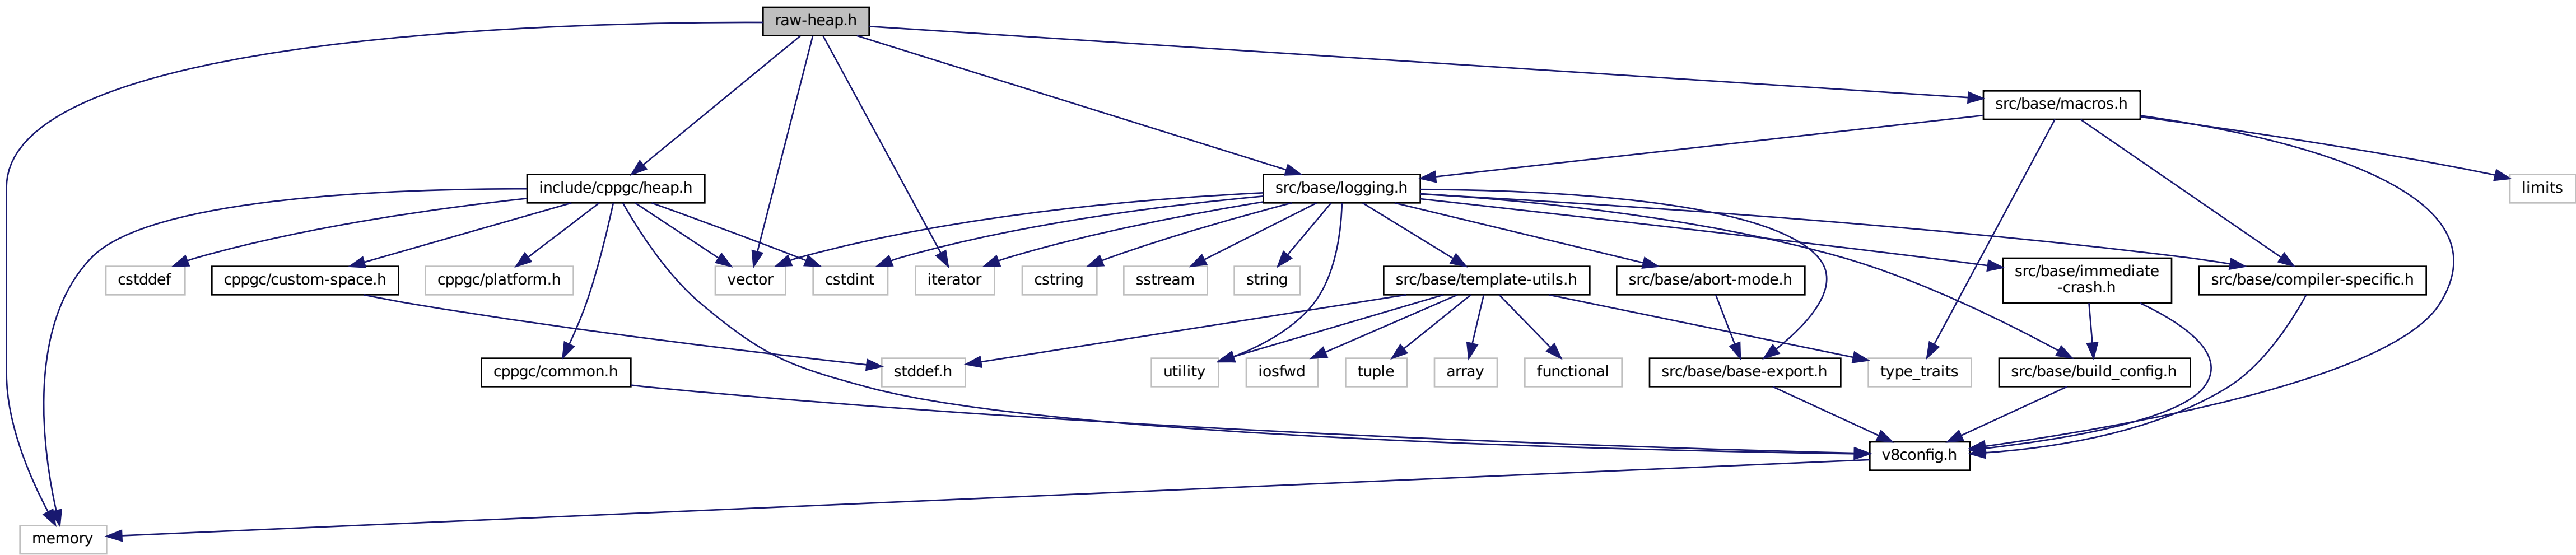 raw-heap.h
src/base/macros.h
include/cppgc/heap.h
src/base/logging.h
limits
cstddef
cppgc/custom-space.h
cppgc/platform.h
vector
cstdint
iterator
cstring
sstream
string
src/base/template-utils.h
src/base/abort-mode.h
src/base/immediate
-crash.h
src/base/compiler-specific.h
cppgc/common.h
stddef.h
utility
iosfwd
tuple
array
functional
src/base/base-export.h
type_traits
src/base/build_config.h
v8config.h
memory